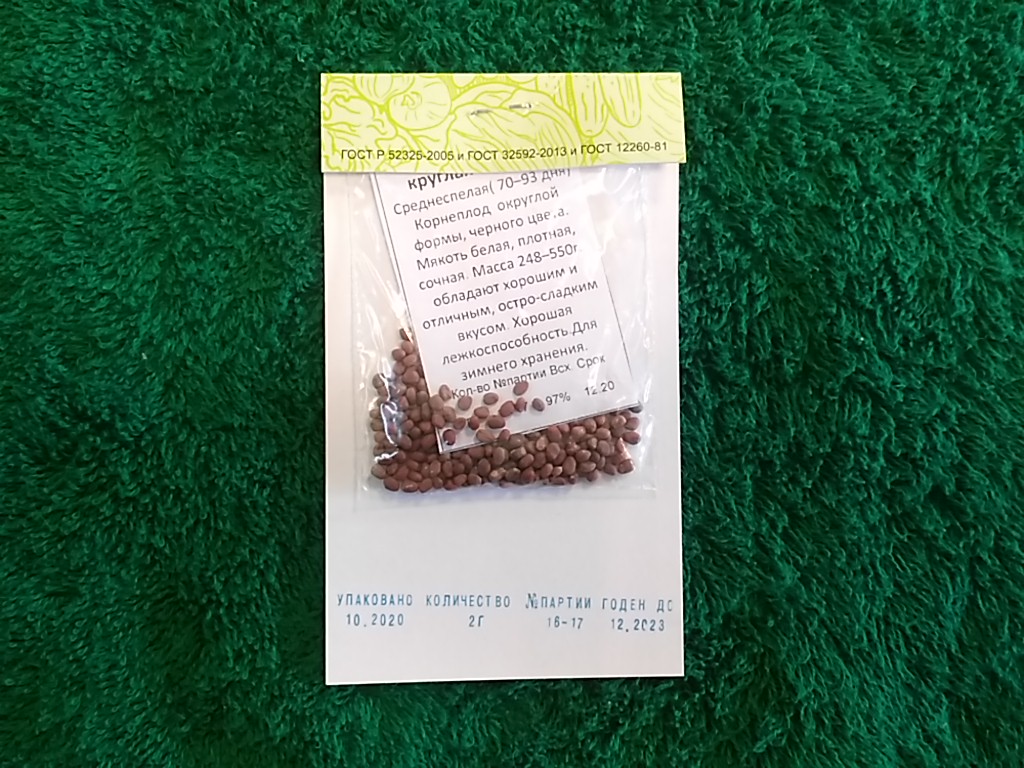 ГОСТ Р 52325-2005 и ГОСТ 32592-2013 и ГОСТ 12260-81
Среднеспелая( 70–93 дня)
Корнеплод округлой
формы, черного цвета.
Мякоть белая, плотная,
сочная. Масса 248–550г.
обладают хорошим и
отличным, остро-сладким
вкусом. Хорошая
лежкоспособность.Для
зимнего хранения.
Кол-во №партии Всх. Срок
97% 12.20
УПАКОВАНО КОЛИЧЕСТВО №ПАРТИИ ГОДЕН ДО
10.2020 2Г 16-17 12.2023